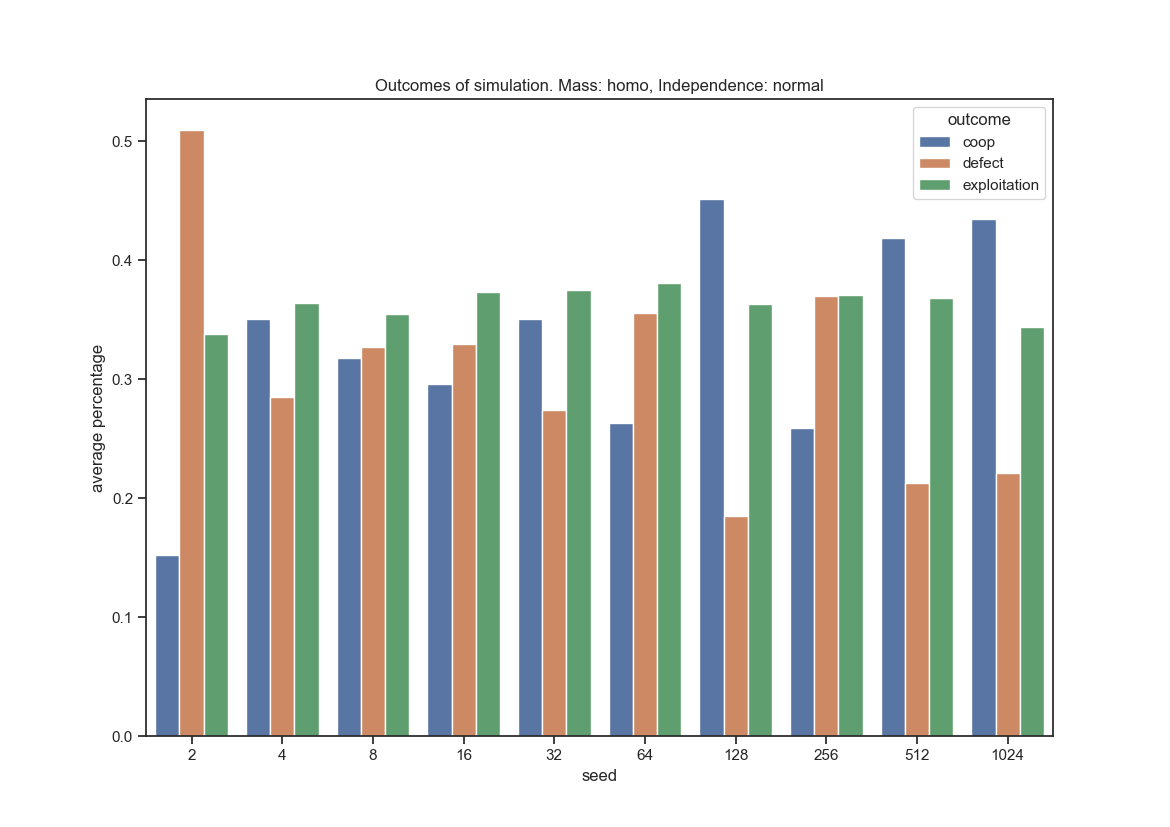 Outcomes of simulation. Mass: homo, Independence: normal
outcome
coop
defect
exploitation
average percentage
0.5
0.4
0.3
0.2
0.1
0.0
2 4 8 16 32 64 128 256 512 1024
seed